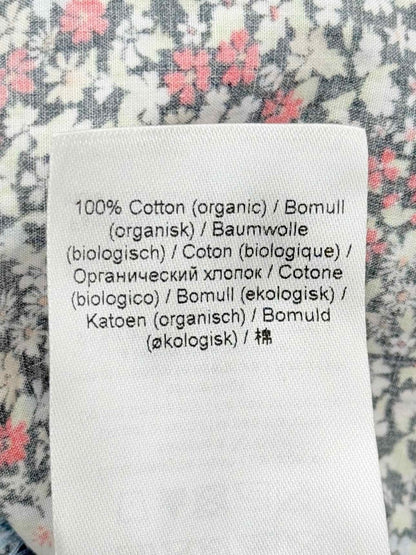 100% Cotton (organic) / Bomull
(organisk) / Baumwolle
(biologisch) / Coton (biologique) /
Органический хлопок / Cotone
(biologico) / Bomull (ekologisk) /
Katoen (organisch) / Bomuld
(økologisk) / 棉